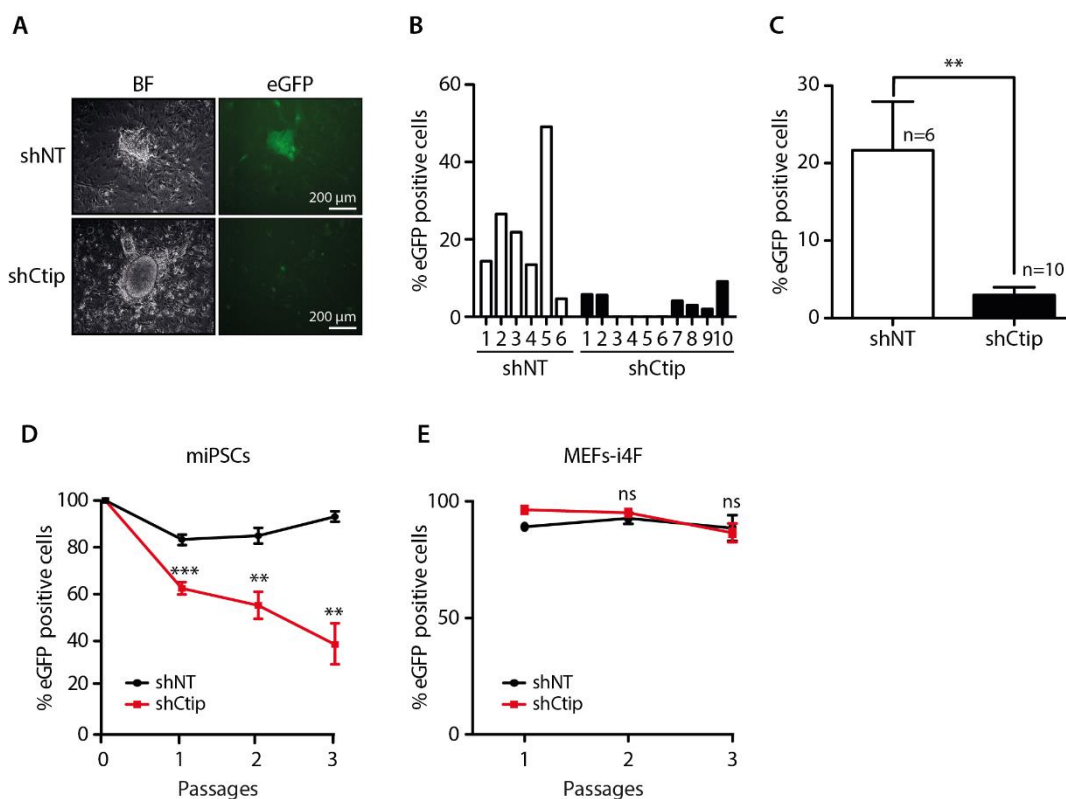 A
BF
eGFP
shNT
200 µm
shCtip
200 µm
B
% eGFP positive cells
60
40
20
0
1 2 3 4 5 6 1 2 3 4 5 6 7 8 9 10
shNT
shCtip
C
% eGFP positive cells
30
20
10
0
**
n=6
n=10
shNT
shCtip
D
miPSCs
% eGFP positive cells
100
80
60
40
20
0
***
**
**
shNT
shCtip
0 1 2 3
Passages
E
MEFs-i4F
% eGFP positive cells
100
50
0
ns
ns
shNT
shCtip
1 2 3
Passages